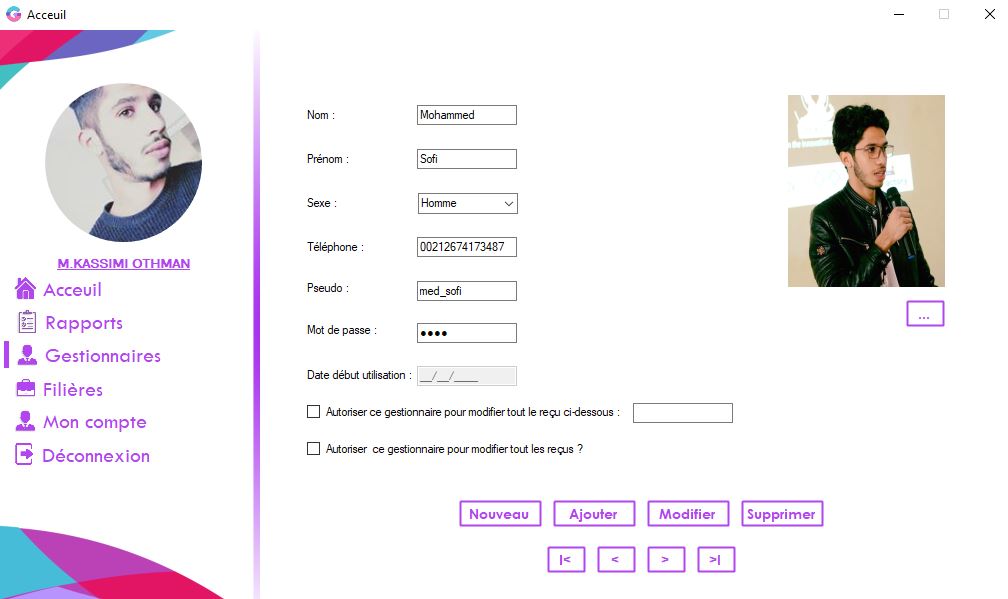 Acceuil
M.KASSIMI OTHMAN
Acceuil
Rapports
Gestionnaires
Filières
Mon compte
Déconnexion
Nom :
Mohammed
Prénom :
Sofi
Sexe :
Homme
Téléphone :
00212674173487
Pseudo :
med_sofi
Mot de passe :
●●●●
Date début utilisation :
__/__/____
Autoriser ce gestionnaire pour modifier tout le reçu ci-dessous :
Autoriser ce gestionnaire pour modifier tout les reçus ?
...
Nouveau
Ajouter
Modifier
Supprimer
|<
<
>
>|